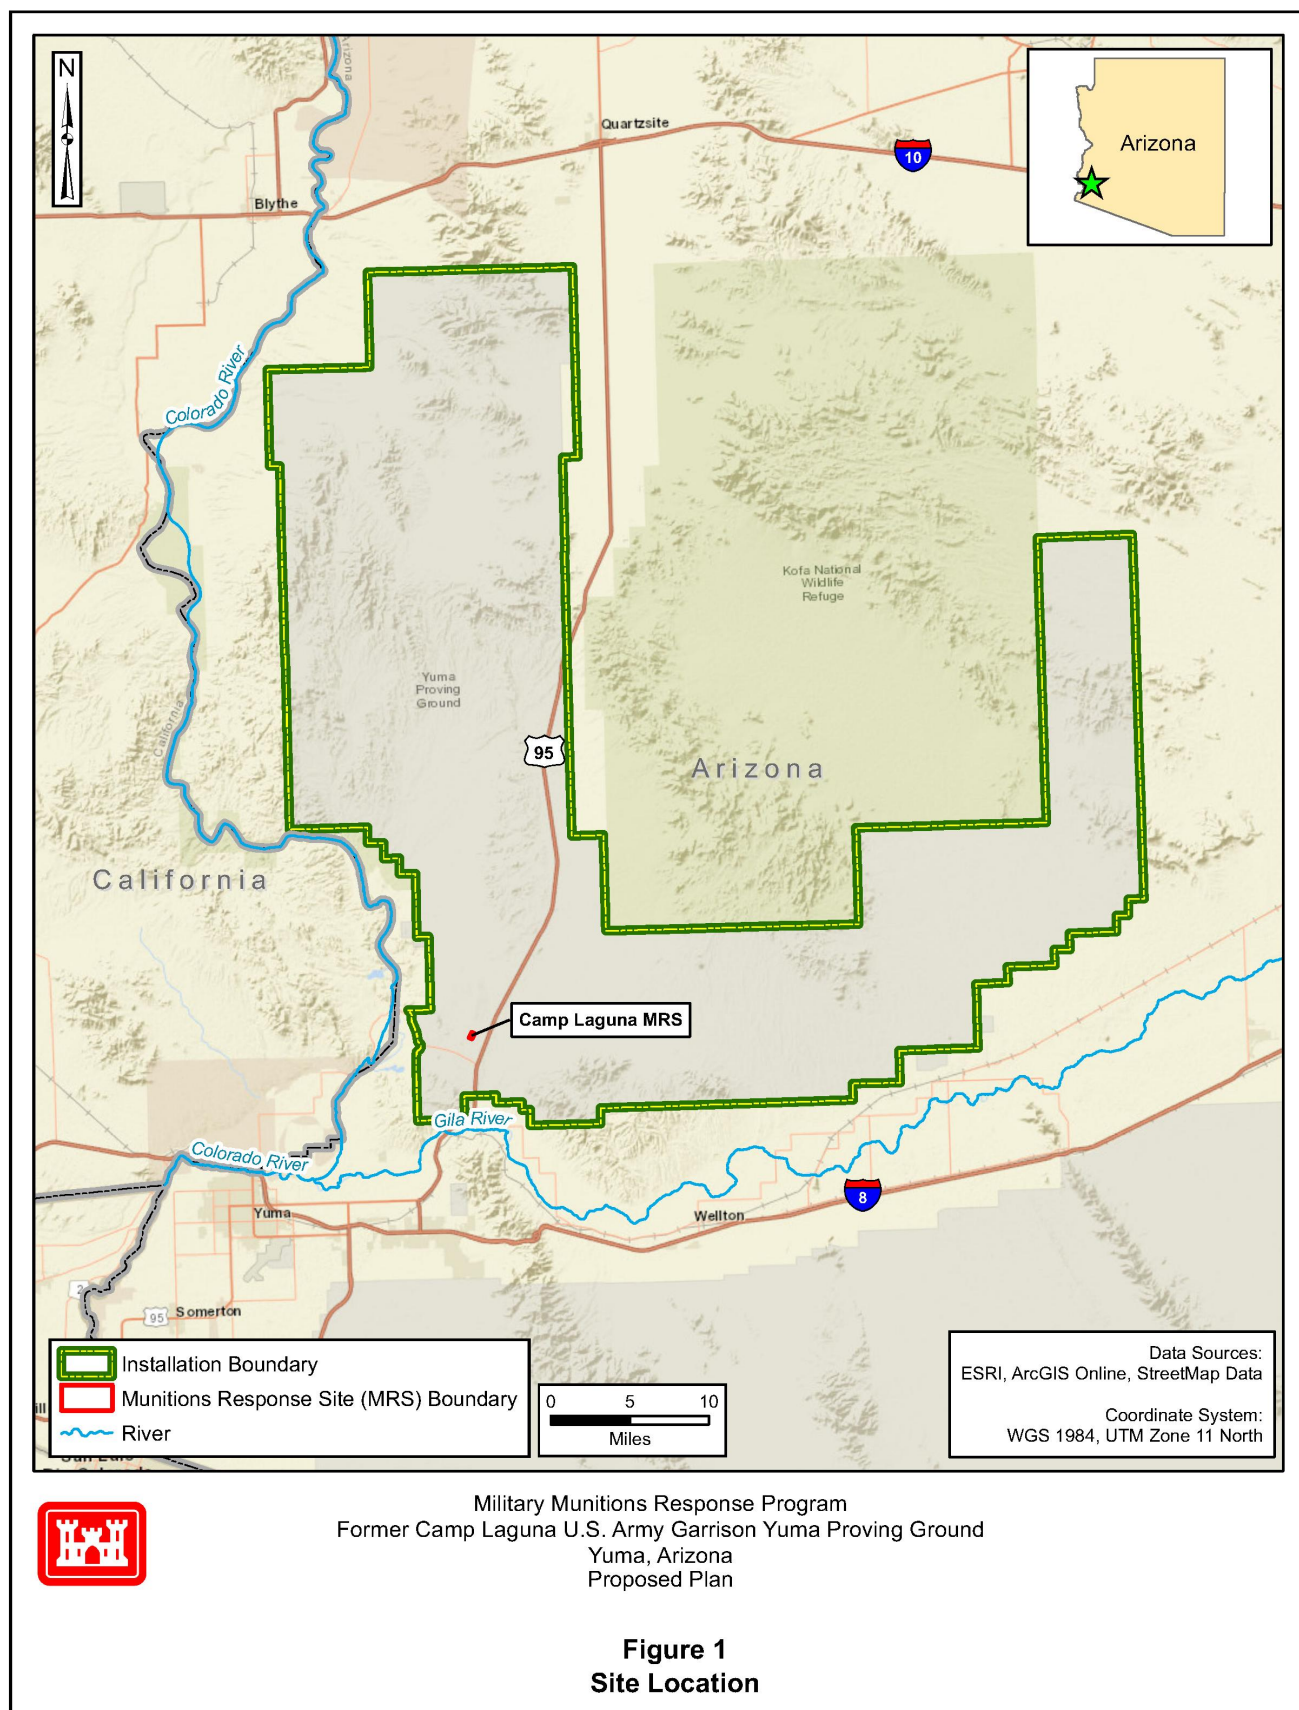 N
Arizona
Quartzsite
10
Arizona
Blythe
Colorado River
Kofa National
Wildlife
Refuge
Yuma
Proving
Ground
California
95
Arizona
California
Camp Laguna MRS
Gila River
Colorado River
8
Wellton
Yuma
2
95
Somerton
Installation Boundary
Munitions Response Site (MRS) Boundary
River
0 5 10
Miles
Data Sources:
ESRI, ArcGIS Online, StreetMap Data
Coordinate System:
WGS 1984, UTM Zone 11 North
Military Munitions Response Program
Former Camp Laguna U.S. Army Garrison Yuma Proving Ground
Yuma, Arizona
Proposed Plan
Figure 1
Site Location